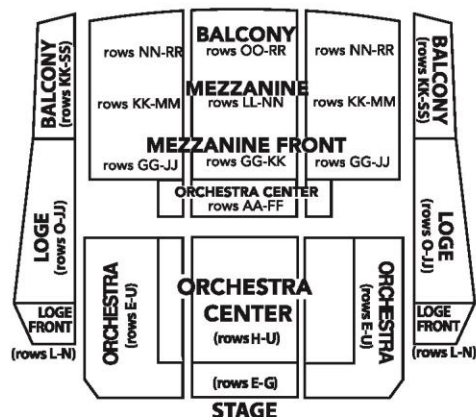 BALCONY
rows NN-RR
rows OO-RR
rows NN-RR
BALCONY
(rows KK-SS)
BALCONY
(rows KK-SS)
MEZZANINE
rows KK-MM
rows LL-NN
rows KK-MM
MEZZANINE FRONT
rows GG-JJ
rows GG-KK
rows GG-JJ
ORCHESTRA CENTER
rows AA-FF
LOGE
(rows O-JJ)
LOGE
(rows O-JJ)
ORCHESTRA
(rows E-U)
ORCHESTRA
CENTER
(rows H-U)
ORCHESTRA
(rows E-U)
LOGE
FRONT
(rows L-N)
LOGE
FRONT
(rows L-N)
(rows E-G)
STAGE